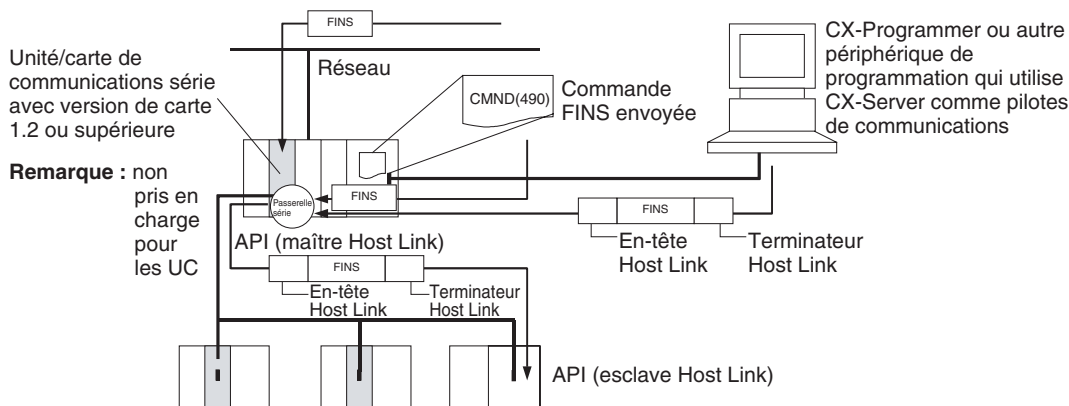 FINS
Unité/carte de
communications série
avec version de carte
1.2 ou supérieure
Réseau
CMND(490)
Commande
FINS envoyée
CX-Programmer ou autre
périphérique de
programmation qui utilise
CX-Server comme pilotes
de communications
Remarque : non
pris en
charge
pour
les UC
Passerelle
série
FINS
FINS
API (maître Host Link)
En-tête
Host Link
Terminateur
Host Link
FINS
En-tête
Host Link
Terminateur
Host Link
API (esclave Host Link)